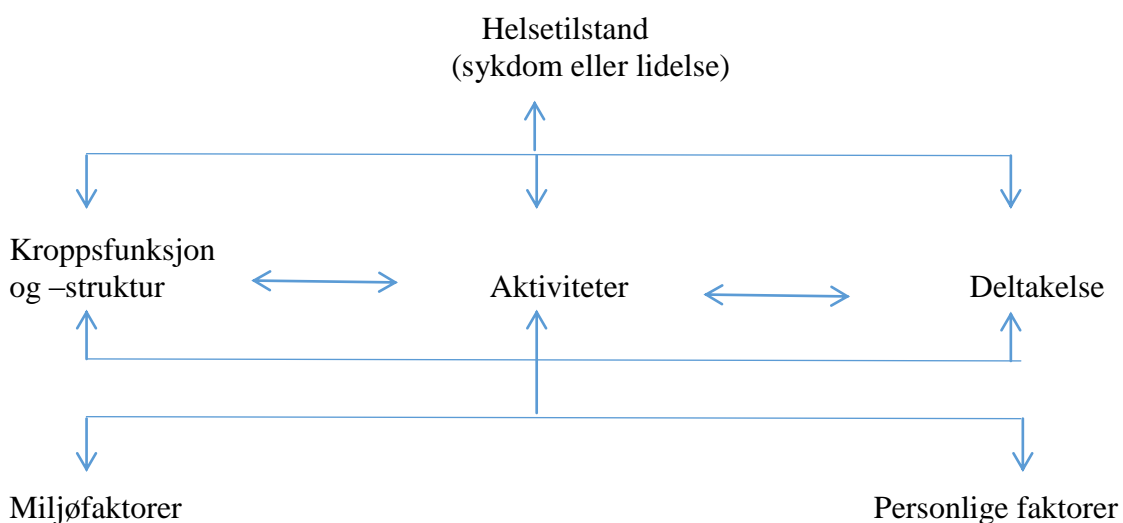 Helsetilstand
(sykdom eller lidelse)
Kroppsfunksjon
og –struktur
Aktiviteter
Deltakelse
Miljøfaktorer
Personlige faktorer